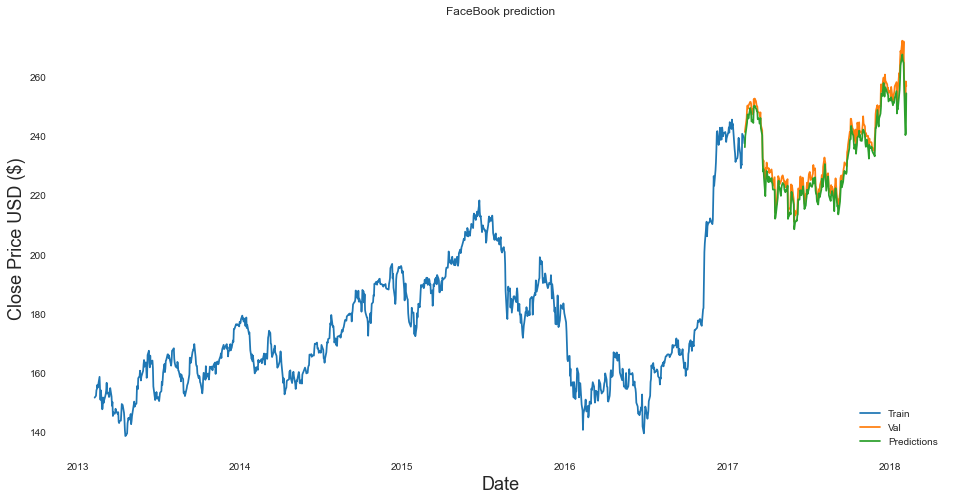 FaceBook prediction
Close Price USD ($)
260
240
220
200
180
160
140
2013 2014 2015 2016 2017 2018
Date
Train
Val
Predictions